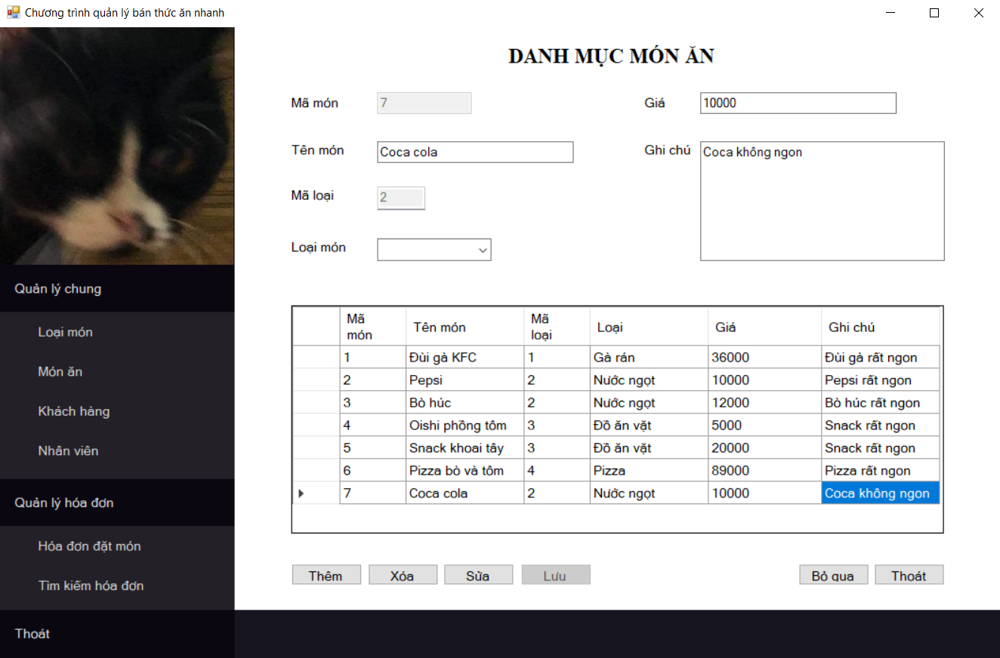 Chương trình quản lý bán thức ăn nhanh
Quản lý chung
Loại món
Món ăn
Khách hàng
Nhân viên
Quản lý hóa đơn
Hóa đơn đặt món
Tìm kiếm hóa đơn
Thoát
DANH MỤC MÓN ĂN
Mã món 7
Giá 10000
Tên món Coca cola
Ghi chú Coca không ngon
Mã loại 2
Loại món
Mã món Tên món Mã loại Loại Giá Ghi chú
1 Đùi gà KFC 1 Gà rán 36000 Đùi gà rất ngon
2 Pepsi 2 Nước ngọt 10000 Pepsi rất ngon
3 Bò húc 2 Nước ngọt 12000 Bò húc rất ngon
4 Oishi phồng tôm 3 Đồ ăn vặt 5000 Snack rất ngon
5 Snack khoai tây 3 Đồ ăn vặt 20000 Snack rất ngon
6 Pizza bò và tôm 4 Pizza 89000 Pizza rất ngon
7 Coca cola 2 Nước ngọt 10000 Coca không ngon
Thêm Xóa Sửa Lưu Bỏ qua Thoát